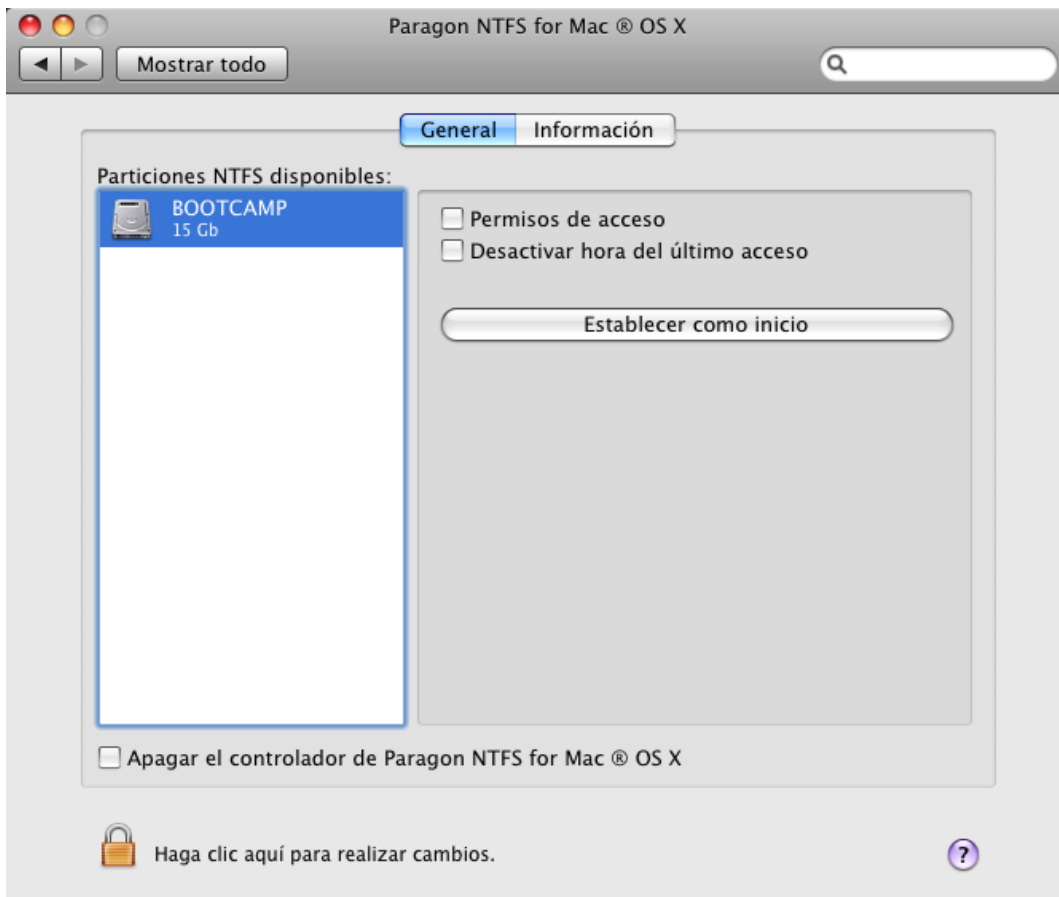 Paragon NTFS for Mac ® OS X
Mostrar todo
General Información
Particiones NTFS disponibles:
BOOTCAMP
15 Gb
Permisos de acceso
Desactivar hora del último acceso
Establecer como inicio
Apagar el controlador de Paragon NTFS for Mac ® OS X
Haga clic aquí para realizar cambios.
?